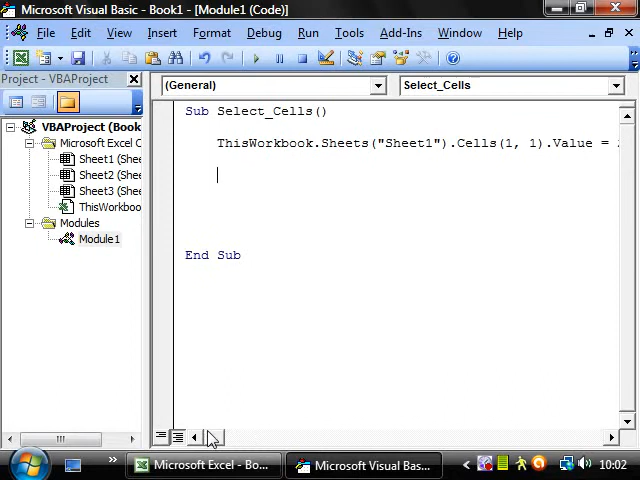 Microsoft Visual Basic - Book1 - [Module1 (Code)]
File Edit View Insert Format Debug Run Tools Add-Ins Window Help
Project - VBAProject
(General) Select_Cells
VBAProject (Book
Microsoft Excel O
Sheet1 (Shee
Sheet2 (Shee
Sheet3 (Shee
ThisWorkboo
Modules
Module1
Sub Select_Cells()
ThisWorkbook.Sheets("Sheet1").Cells(1, 1).Value =
End Sub
Microsoft Excel - Bo...
Microsoft Visual Bas...
10:02